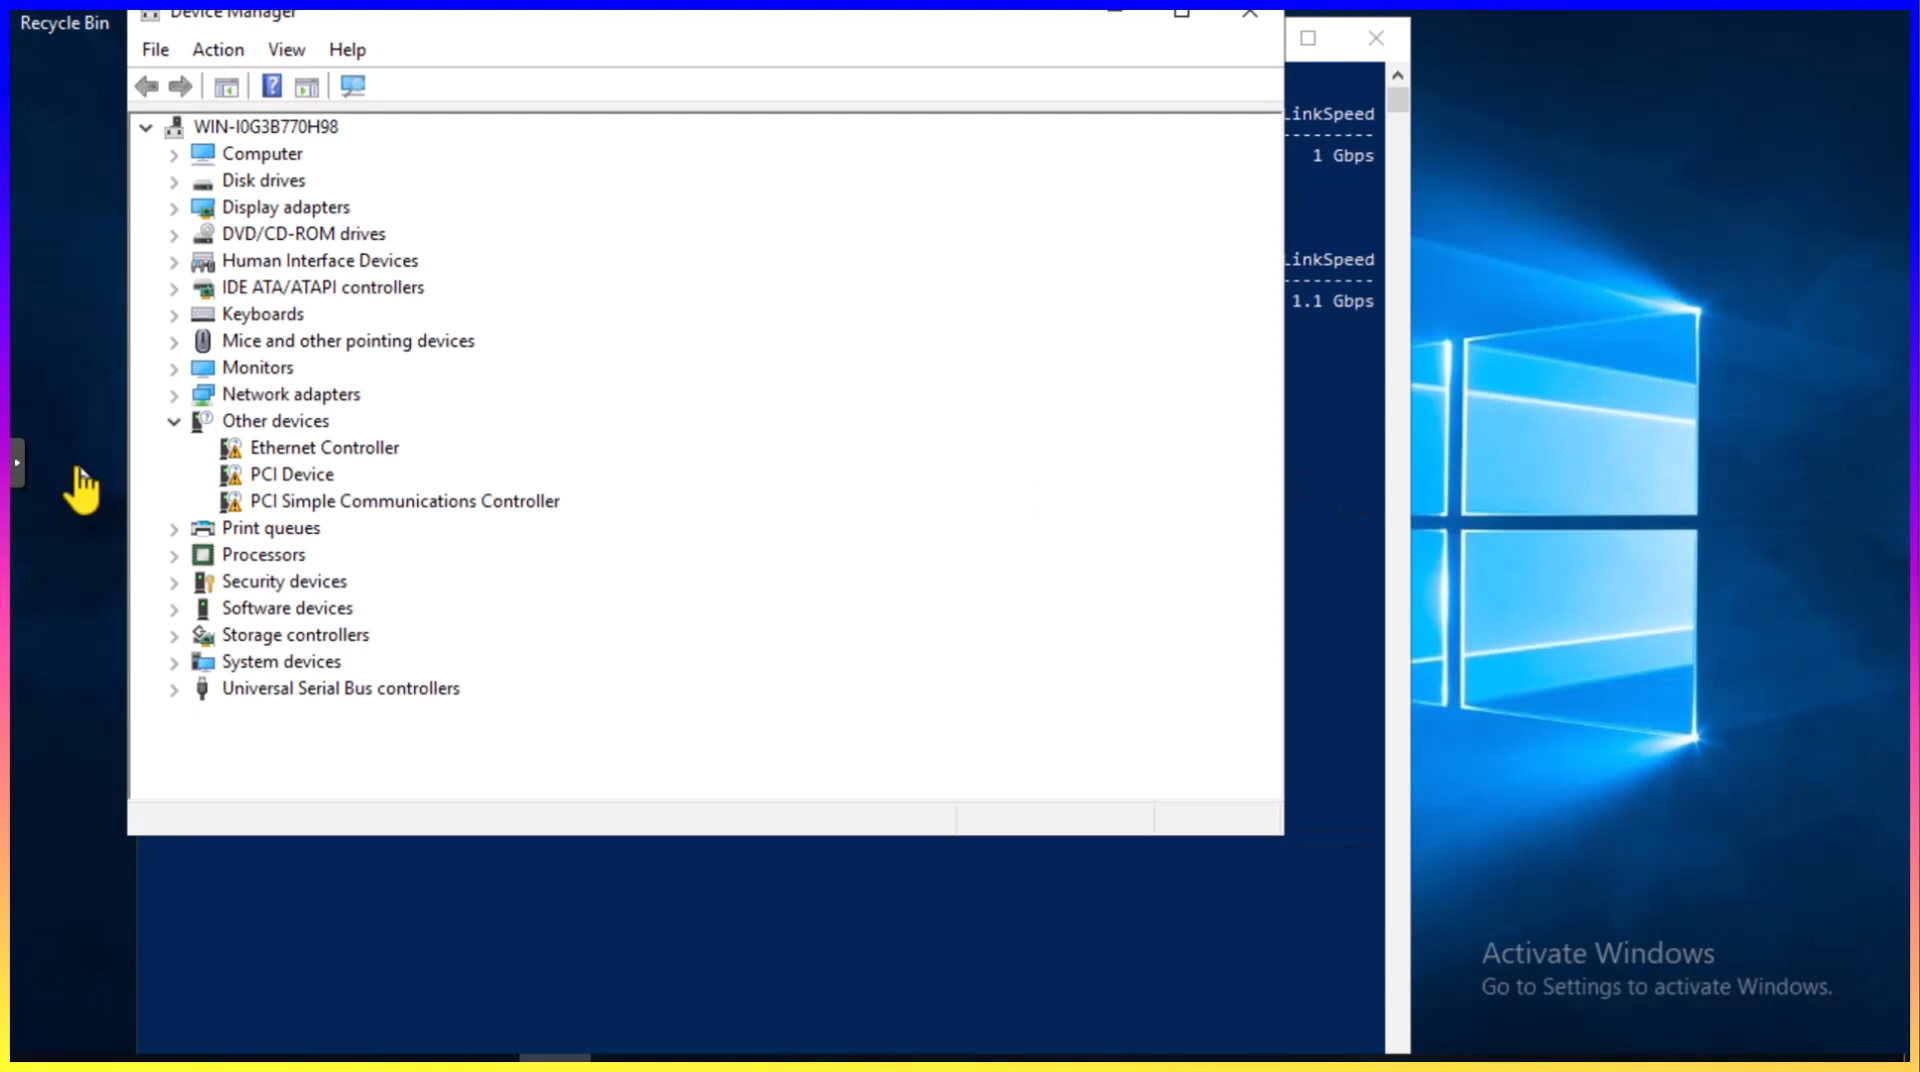 Recycle Bin
Device Manager
File Action View Help
WIN-I0G3B770H98
Computer
Disk drives
Display adapters
DVD/CD-ROM drives
Human Interface Devices
IDE ATA/ATAPI controllers
Keyboards
Mice and other pointing devices
Monitors
Network adapters
Other devices
Ethernet Controller
PCI Device
PCI Simple Communications Controller
Print queues
Processors
Security devices
Software devices
Storage controllers
System devices
Universal Serial Bus controllers
LinkSpeed
---------
1 Gbps
LinkSpeed
---------
1.1 Gbps
Activate Windows
Go to Settings to activate Windows.